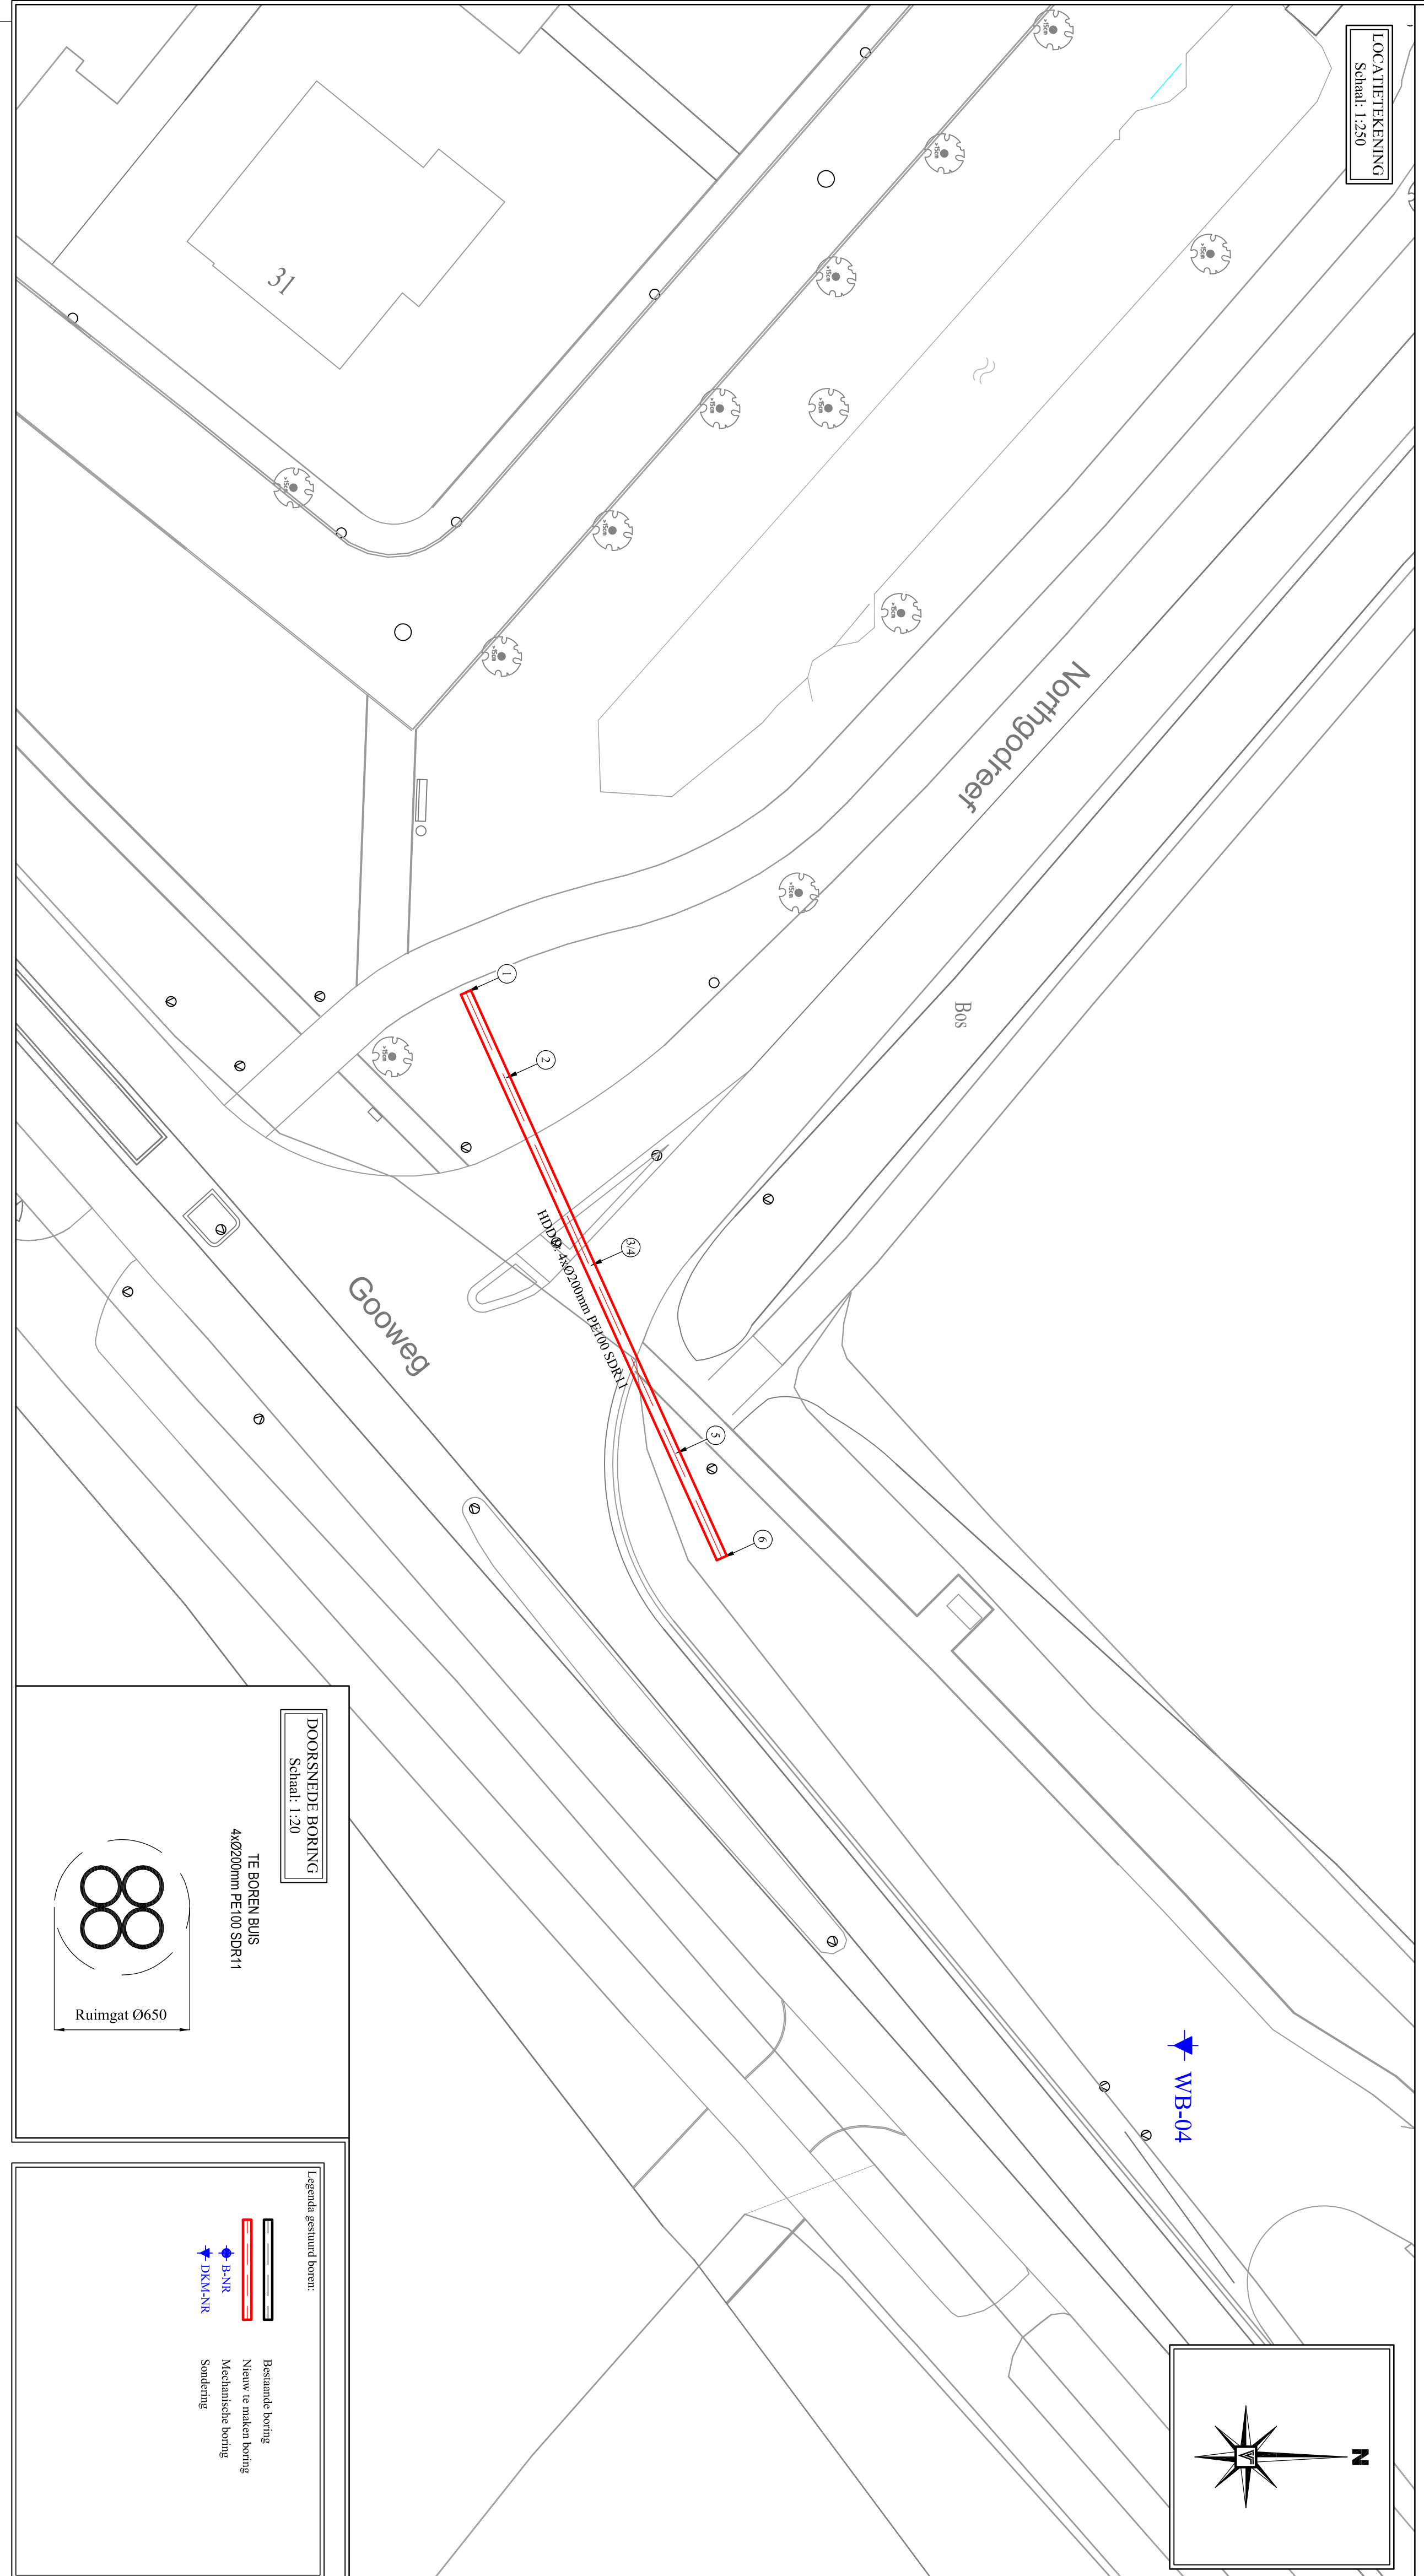 LOCATIETEKENING
Schaal: 1:250
31
Northgodreef
Bos
Gooweg
1
2
3/4
5
6
4xØ200mm PE100 SDR11
WB-04
N
DOORSNEDE BORING
Schaal: 1:20
TE BOREN BUIS
4xØ200mm PE100 SDR11
Ruimgat Ø650
Legenda gestuurd boren:
Bestaande boring
Nieuw te maken boring
B-NR Mechanische boring
DKM-NR Sondering